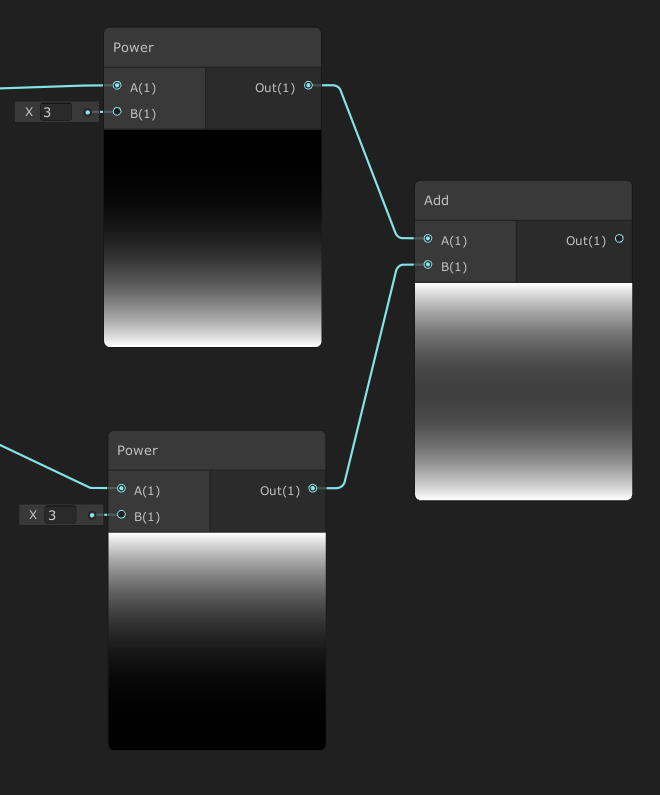 Power
A(1) Out(1)
X 3 B(1)
Add
A(1) Out(1)
B(1)
Power
A(1) Out(1)
X 3 B(1)